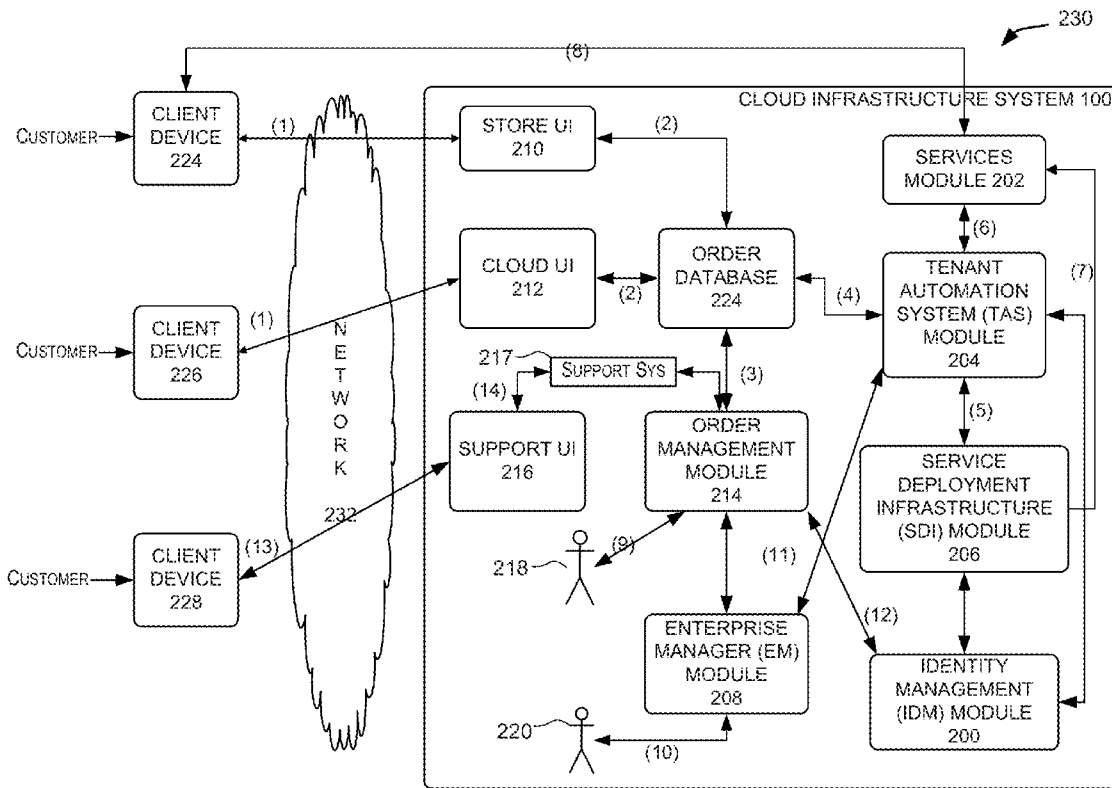 230
(8)
CLOUD INFRASTRUCTURE SYSTEM 100
CUSTOMER
CLIENT
DEVICE
224
(1)
STORE UI
210
(2)
SERVICES
MODULE 202
(6)
(7)
CLOUD UI
212
(2)
ORDER
DATABASE
224
(4)
TENANT
AUTOMATION
SYSTEM (TAS)
MODULE
204
CUSTOMER
CLIENT
DEVICE
226
(1)
NETWORK
232
217
SUPPORT SYS
(3)
(14)
(5)
SUPPORT UI
216
ORDER
MANAGEMENT
MODULE
214
SERVICE
DEPLOYMENT
INFRASTRUCTURE
(SDI) MODULE
206
CUSTOMER
CLIENT
DEVICE
228
(13)
218
(9)
(11)
(12)
ENTERPRISE
MANAGER (EM)
MODULE
208
IDENTITY
MANAGEMENT
(IDM) MODULE
200
220
(10)